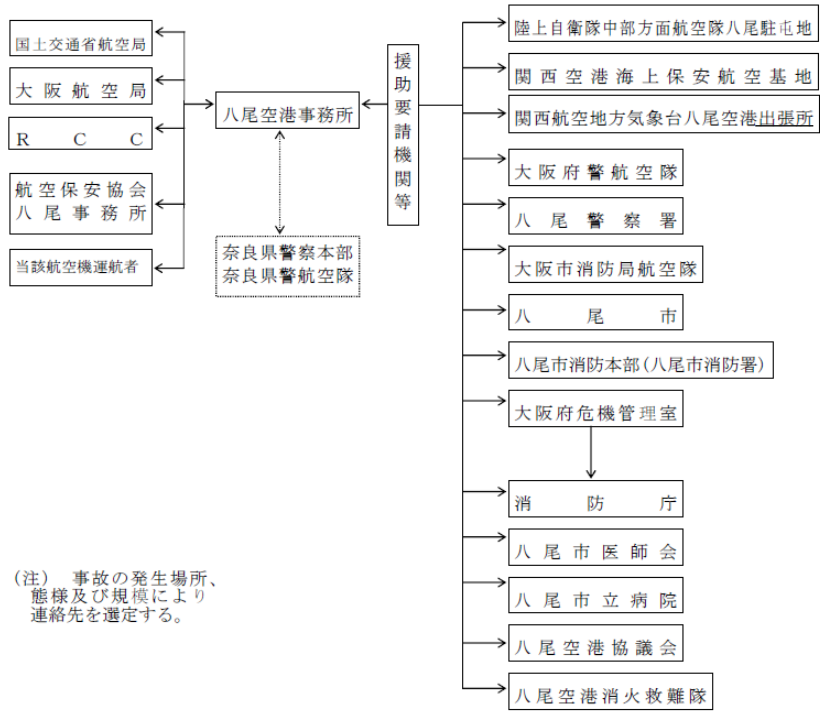 国土交通省航空局
大阪航空局
RCC
航空保安協会
八尾事務所
当該航空機運航者
八尾空港事務所
奈良県警察本部
奈良県警航空隊
援助要請機関等
陸上自衛隊中部方面航空隊八尾駐屯地
関西空港海上保安航空基地
関西航空地方気象台八尾空港出張所
大阪府警航空隊
八尾警察署
大阪市消防局航空隊
八尾市
八尾市消防本部(八尾市消防署)
大阪府危機管理室
消防庁
八尾市医師会
八尾市立病院
八尾空港協議会
八尾空港消火救難隊
(注) 事故の発生場所、
態様及び規模により
連絡先を選定する。